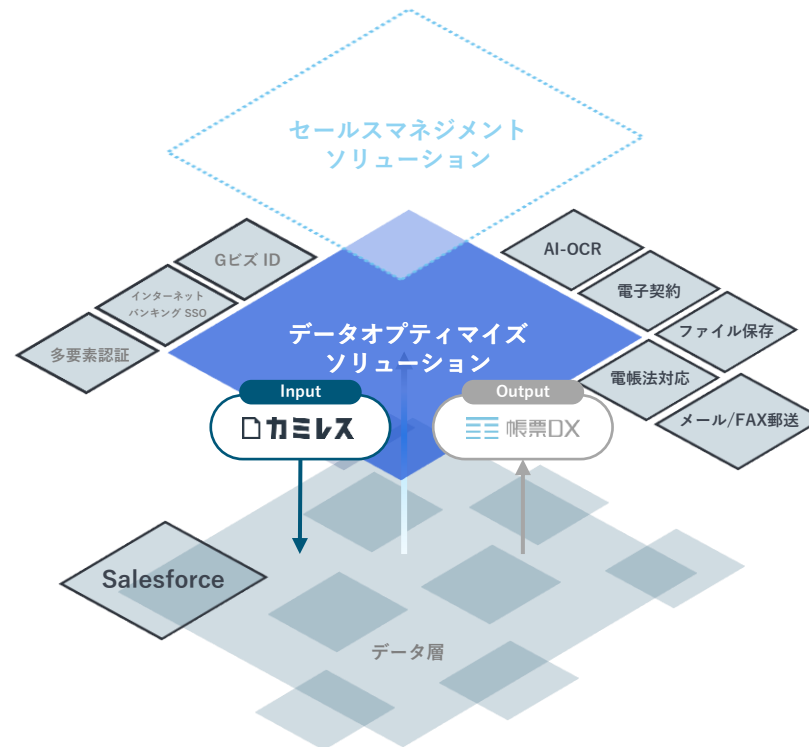 セールスマネジメント
ソリューション
Gビズ ID
インターネット
バンキング SSO
多要素認証
AI-OCR
電子契約
ファイル保存
電帳法対応
メール/FAX郵送
データオプティマイズ
ソリューション
Input
カミレス
Output
帳票DX
Salesforce
データ層